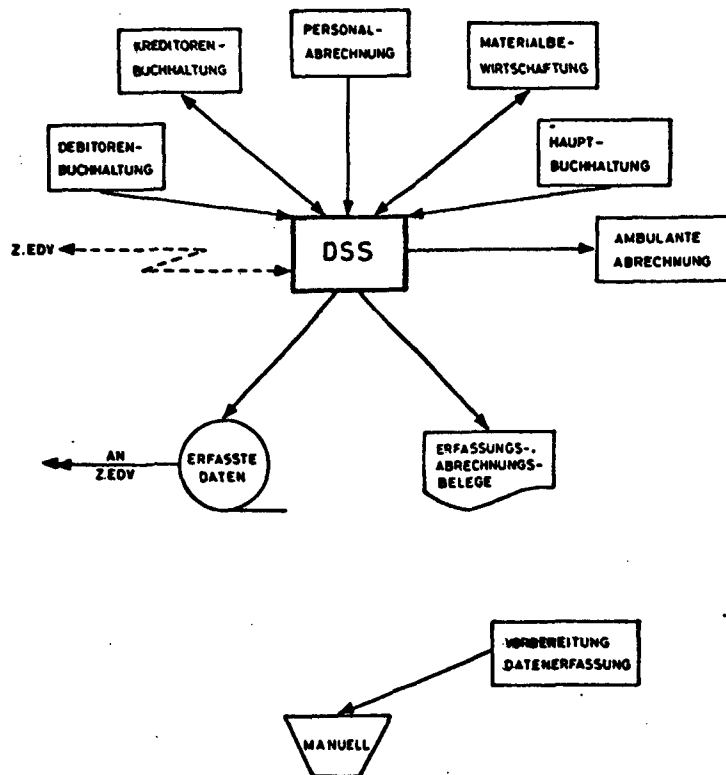 PERSONAL-
ABRECHNUNG
KREDITOREN-
BUCHHALTUNG
MATERIALBE-
WIRTSCHAFTUNG
DEBITOREN-
BUCHHALTUNG
HAUPT-
BUCHHALTUNG
Z.EDV
DSS
AMBULANTE
ABRECHNUNG
AN
Z.EDV
ERFASSTE
DATEN
ERFASSUNGS-,
ABRECHNUNGS-
BELEGE
VORBEREITUNG
DATENERFASSUNG
MANUELL